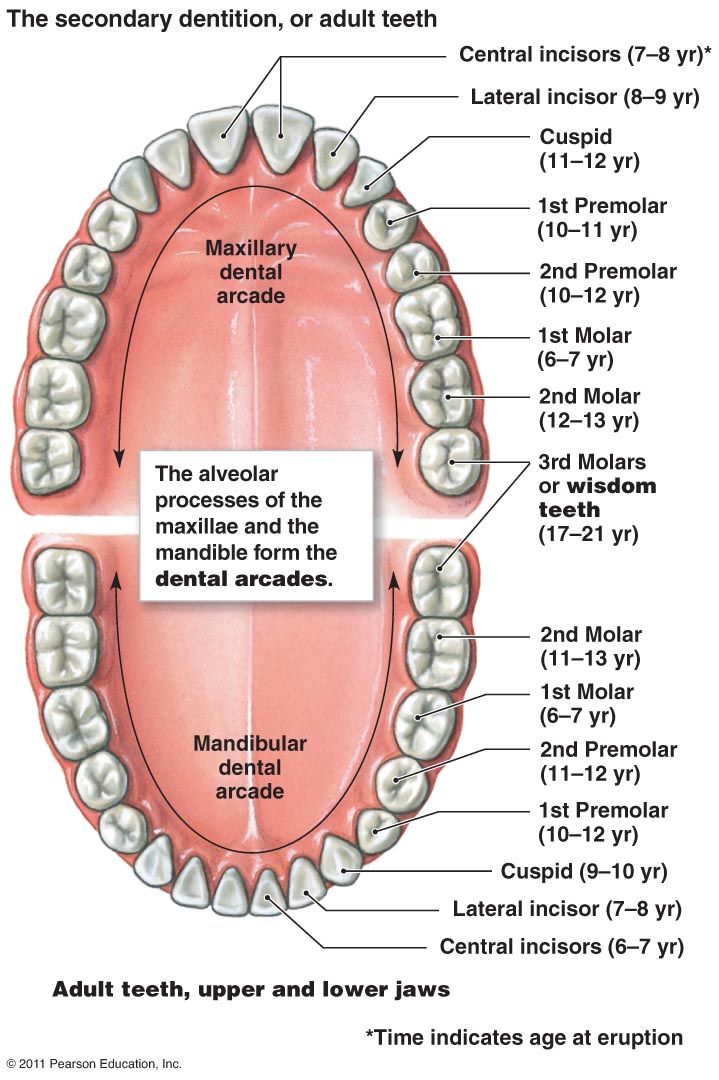 The secondary dentition, or adult teeth
Central incisors (7–8 yr)*
Lateral incisor (8–9 yr)
Cuspid
(11–12 yr)
1st Premolar
(10–11 yr)
2nd Premolar
(10–12 yr)
1st Molar
(6–7 yr)
2nd Molar
(12–13 yr)
3rd Molars
or wisdom
teeth
(17–21 yr)
Maxillary
dental
arcade
The alveolar
processes of the
maxillae and the
mandible form the
dental arcades.
2nd Molar
(11–13 yr)
1st Molar
(6–7 yr)
2nd Premolar
(11–12 yr)
1st Premolar
(10–12 yr)
Cuspid (9–10 yr)
Lateral incisor (7–8 yr)
Central incisors (6–7 yr)
Mandibular
dental
arcade
Adult teeth, upper and lower jaws
*Time indicates age at eruption
© 2011 Pearson Education, Inc.